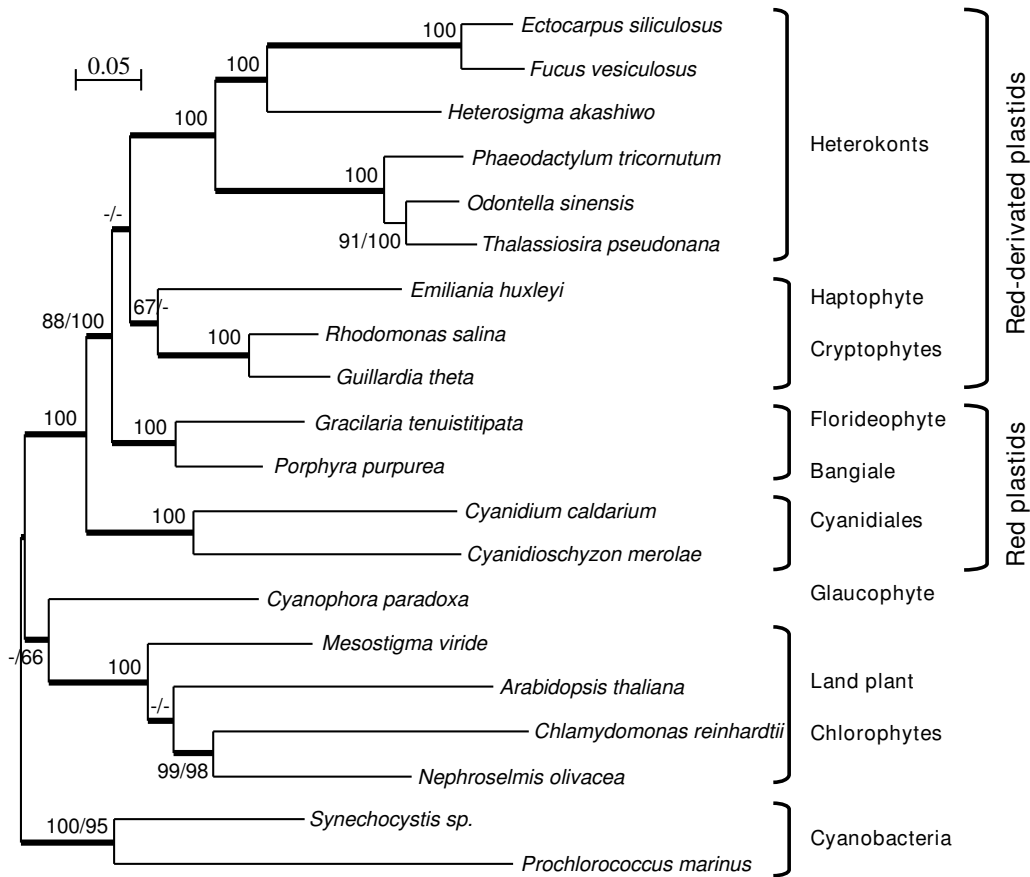 100
Ectocarpus siliculosus
0.05
100
Fucus vesiculosus
100
Heterosigma akashiwo
Heterokonts
100
Phaeodactylum tricornutum
Odontella sinensis
-/-
91/100
Thalassiosira pseudonana
Red-derivated plastids
Emiliania huxleyi
Haptophyte
67/-
88/100
100
Rhodomonas salina
Cryptophytes
Guillardia theta
100
100
Gracilaria tenuistitipata
Florideophyte
Porphyra purpurea
Bangiale
Red plastids
100
Cyanidium caldarium
Cyanidiales
Cyanidioschyzon merolae
Cyanophora paradoxa
Glaucophyte
-/66
100
Mesostigma viride
-/-
Arabidopsis thaliana
Land plant
Chlamydomonas reinhardtii
Chlorophytes
99/98
Nephroselmis olivacea
100/95
Synechocystis sp.
Cyanobacteria
Prochlorococcus marinus